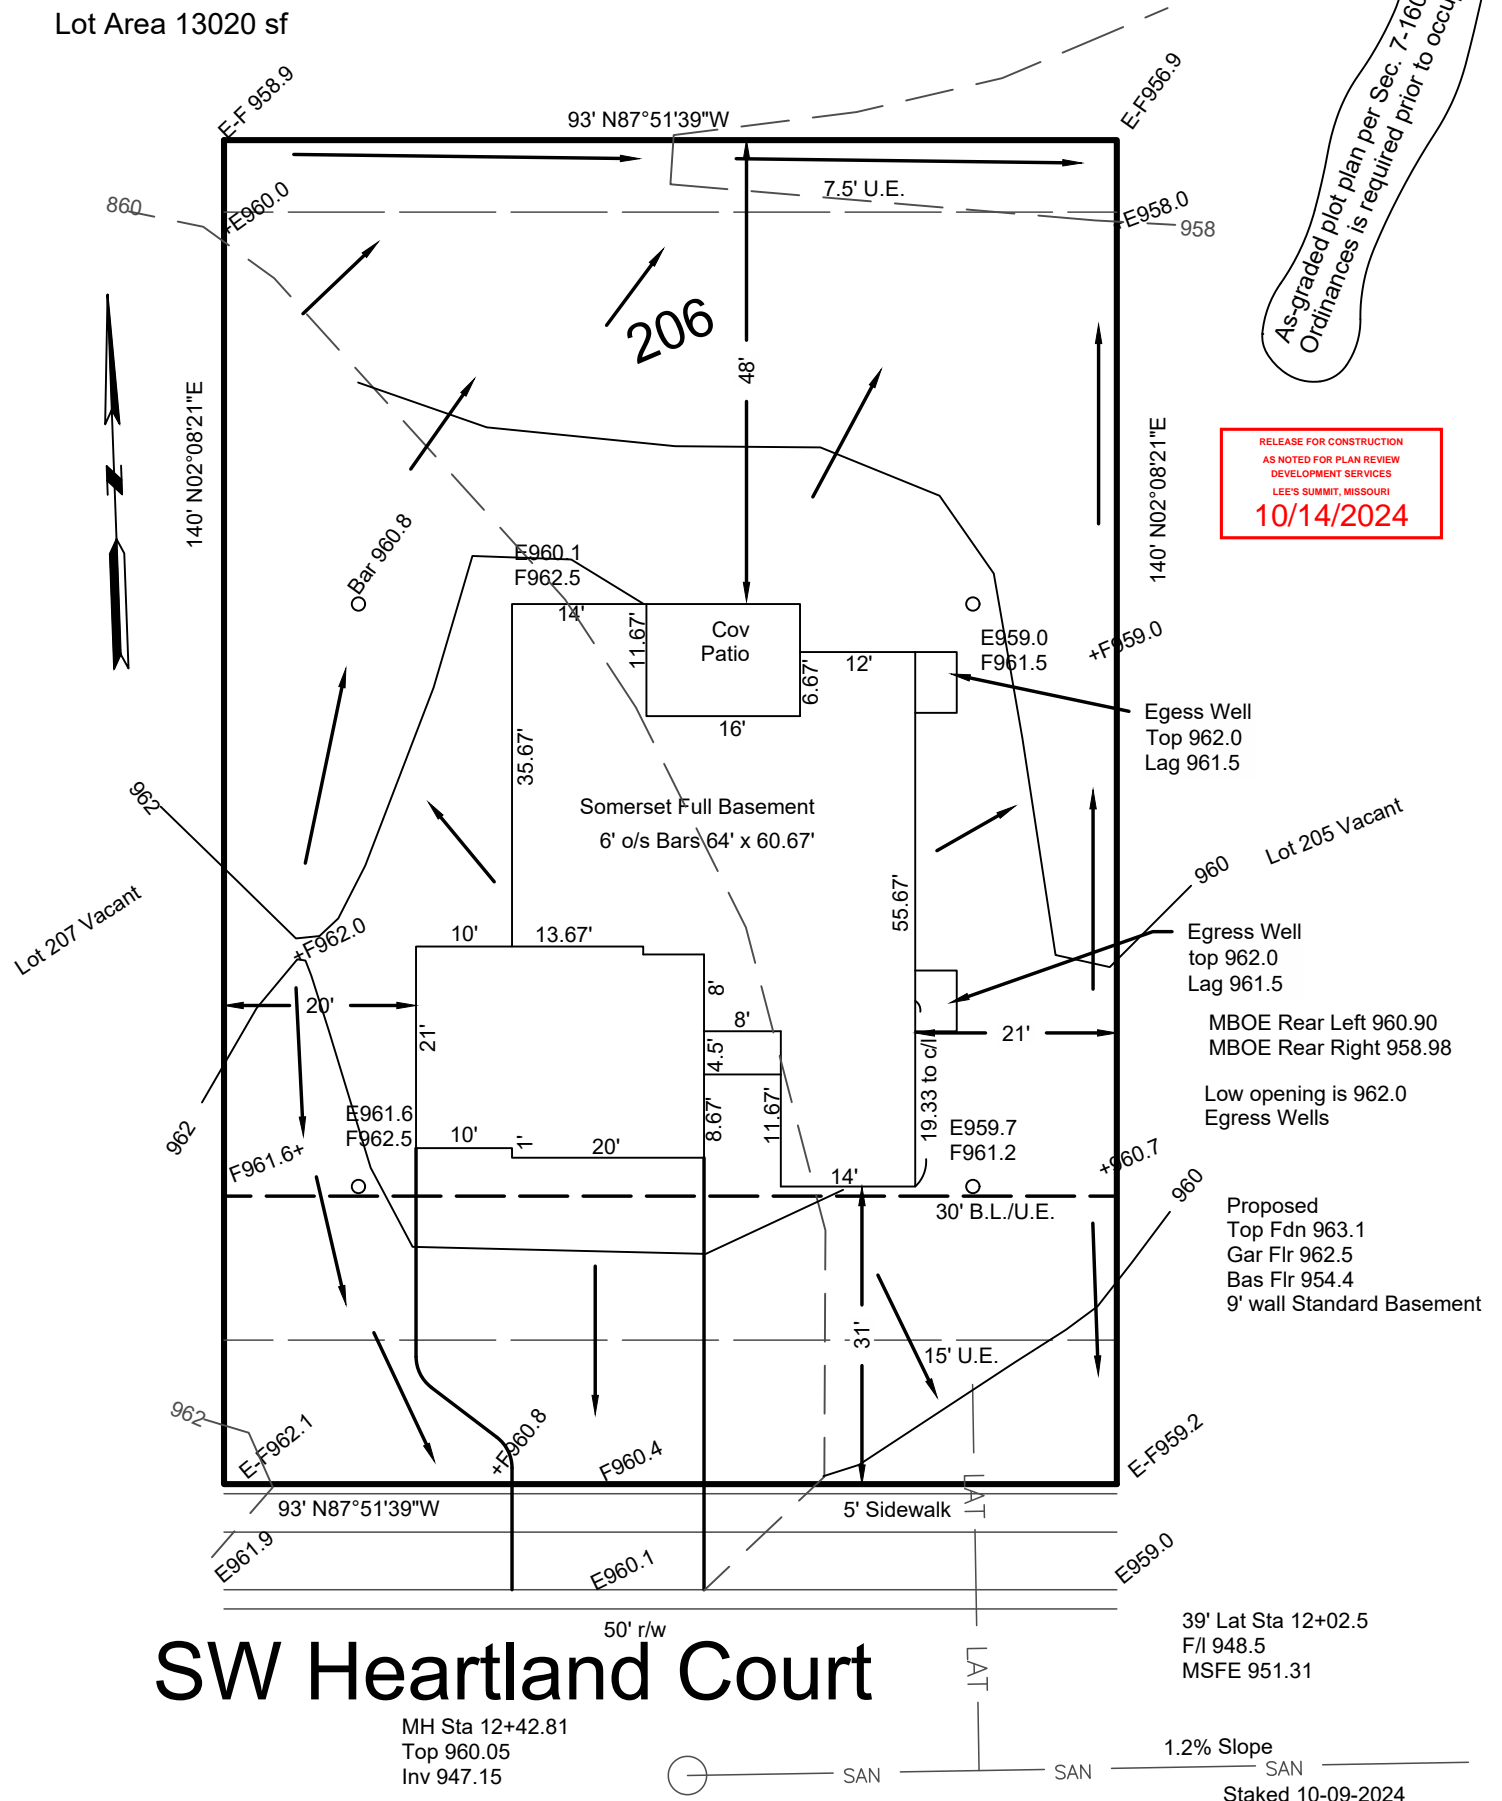 Lot Area 13020 sf
As-graded plot plan per Sec. 7-160
Ordinances is required prior to occu
E-F 958.9
93' N87°51'39"W
E-F956.9
7.5' U.E.
860
+E960.0
+E958.0
958
206
48'
140' N02°08'21"E
140' N02°08'21"E
N
RELEASE FOR CONSTRUCTION
AS NOTED FOR PLAN REVIEW
DEVELOPMENT SERVICES
LEE'S SUMMIT, MISSOURI
10/14/2024
Bar 960.8
E960.1
F962.5
14'
11.67'
Cov
Patio
16'
6.67'
12'
E959.0
F961.5
+F959.0
Egess Well
Top 962.0
Lag 961.5
35.67'
Somerset Full Basement
6' o/s Bars 64' x 60.67'
55.67'
962
Lot 207 Vacant
960
Lot 205 Vacant
+F962.0
10'
13.67'
Egress Well
top 962.0
Lag 961.5
20'
21'
8'
8'
4.5'
21'
MBOE Rear Left 960.90
MBOE Rear Right 958.98
Low opening is 962.0
Egress Wells
962
E961.6
F962.5
F961.6+
10'
1'
20'
8.67'
11.67'
19.33 to c/l
E959.7
F961.2
+960.7
960
14'
30' B.L./U.E.
Proposed
Top Fdn 963.1
Gar Flr 962.5
Bas Flr 954.4
9' wall Standard Basement
31'
15' U.E.
962
E-F962.1
+F960.8
F960.4
E-F959.2
93' N87°51'39"W
5' Sidewalk
LAT
E961.9
E960.1
E959.0
50' r/w
SW Heartland Court
LAT
39' Lat Sta 12+02.5
F/l 948.5
MSFE 951.31
MH Sta 12+42.81
Top 960.05
Inv 947.15
1.2% Slope
SAN
SAN
SAN
Staked 10-09-2024